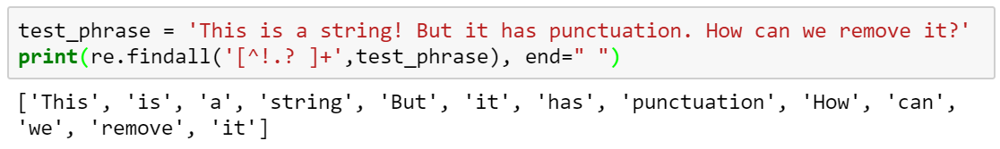 test_phrase = 'This is a string! But it has punctuation. How can we remove it?'
print(re.findall('[^!.? ]+',test_phrase), end=" ")
['This', 'is', 'a', 'string', 'But', 'it', 'has', 'punctuation', 'How', 'can',
'we', 'remove', 'it']